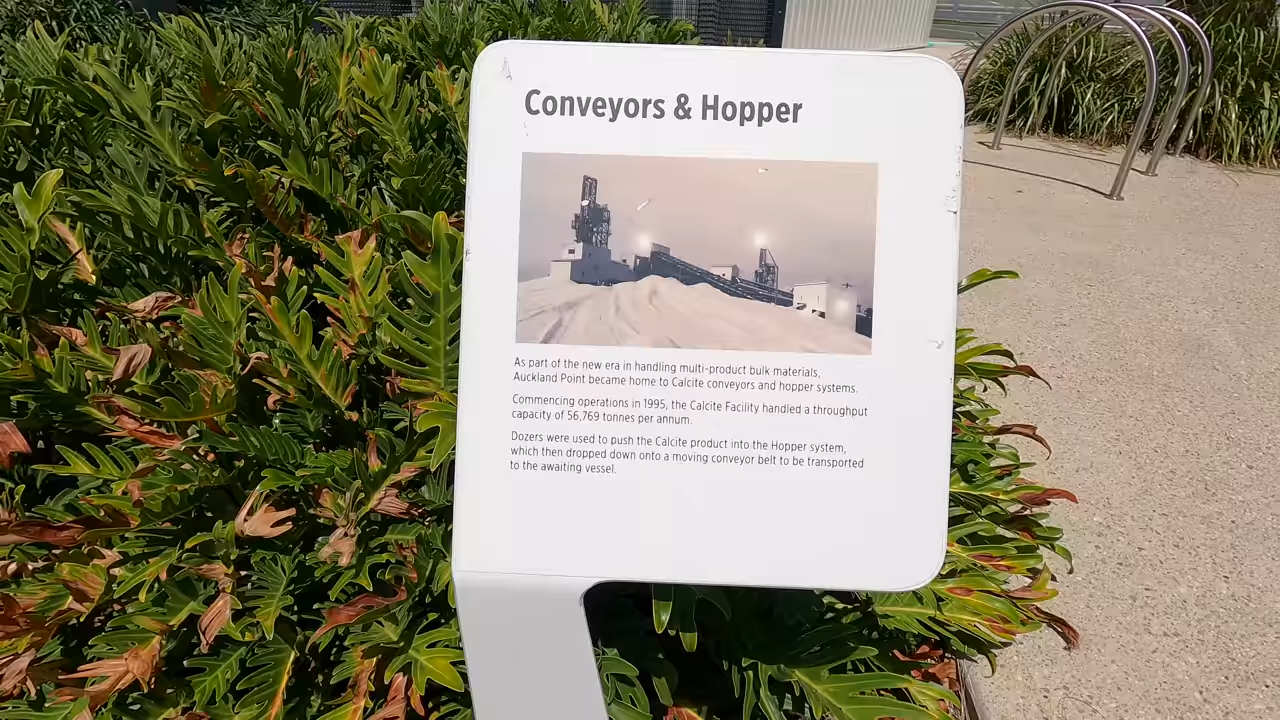 Conveyors & Hopper
As part of the new era in handling multi-product bulk materials,
Auckland Point became home to Calcite conveyors and hopper systems.
Commencing operations in 1995, the Calcite Facility handled a throughput
capacity of 56,769 tonnes per annum.
Dozers were used to push the Calcite product into the Hopper system,
which then dropped down onto a moving conveyor belt to be transported
to the awaiting vessel.